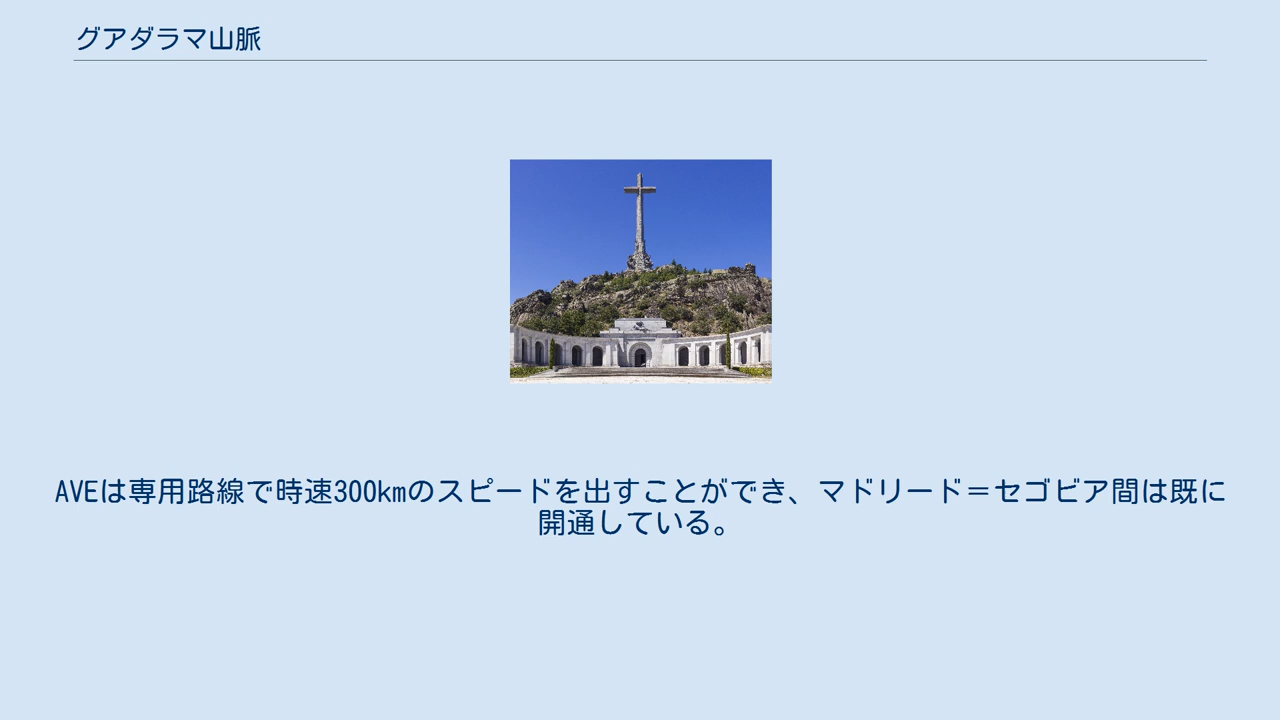 グアダラマ山脈
AVEは専用路線で時速300kmのスピードを出すことができ、マドリード＝セゴビア間は既に
開通している。